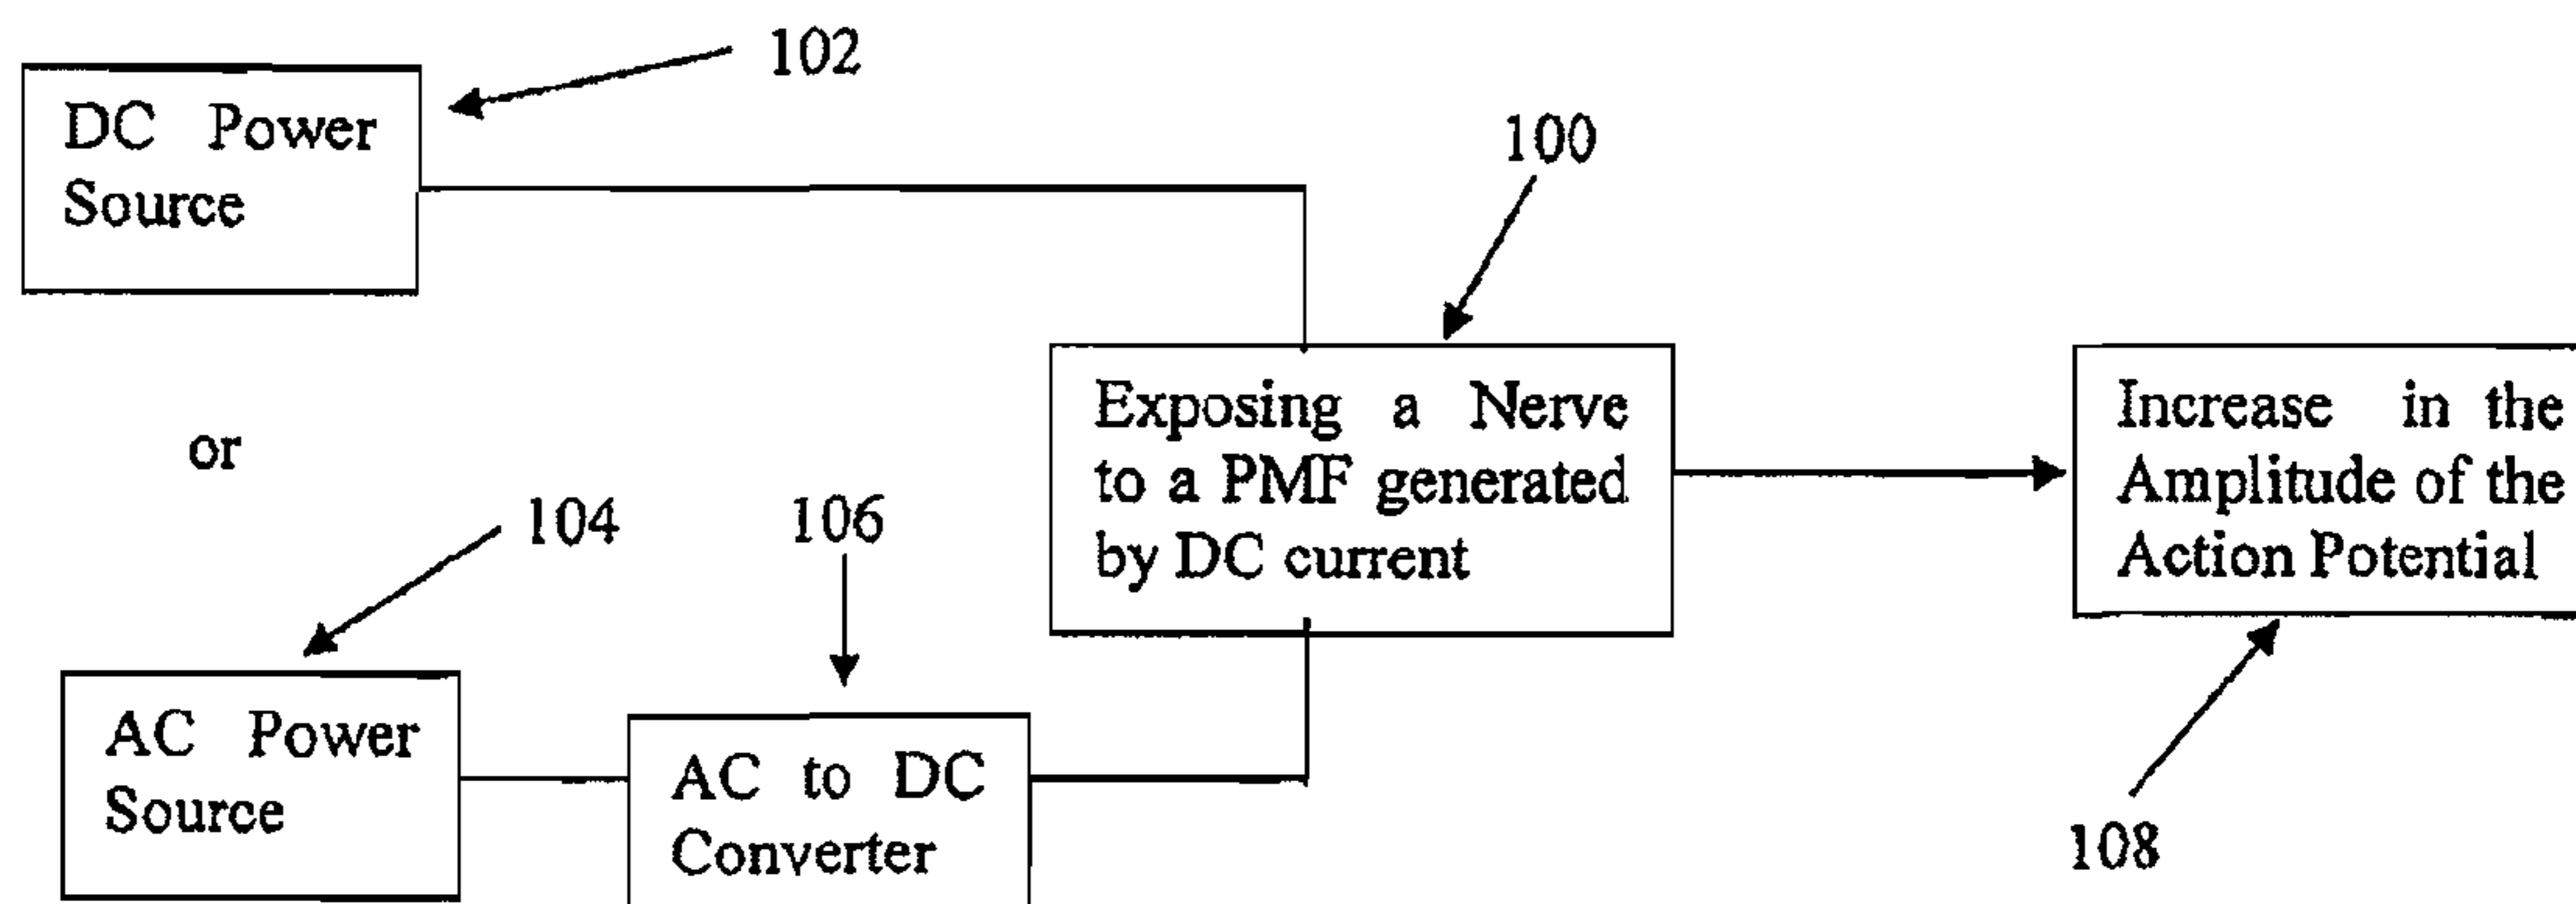 102
DC Power
Source
100
or
104
106
Exposing a Nerve
to a PMF generated
by DC current
Increase in the
Amplitude of the
Action Potential
AC Power
Source
AC to DC
Converter
108